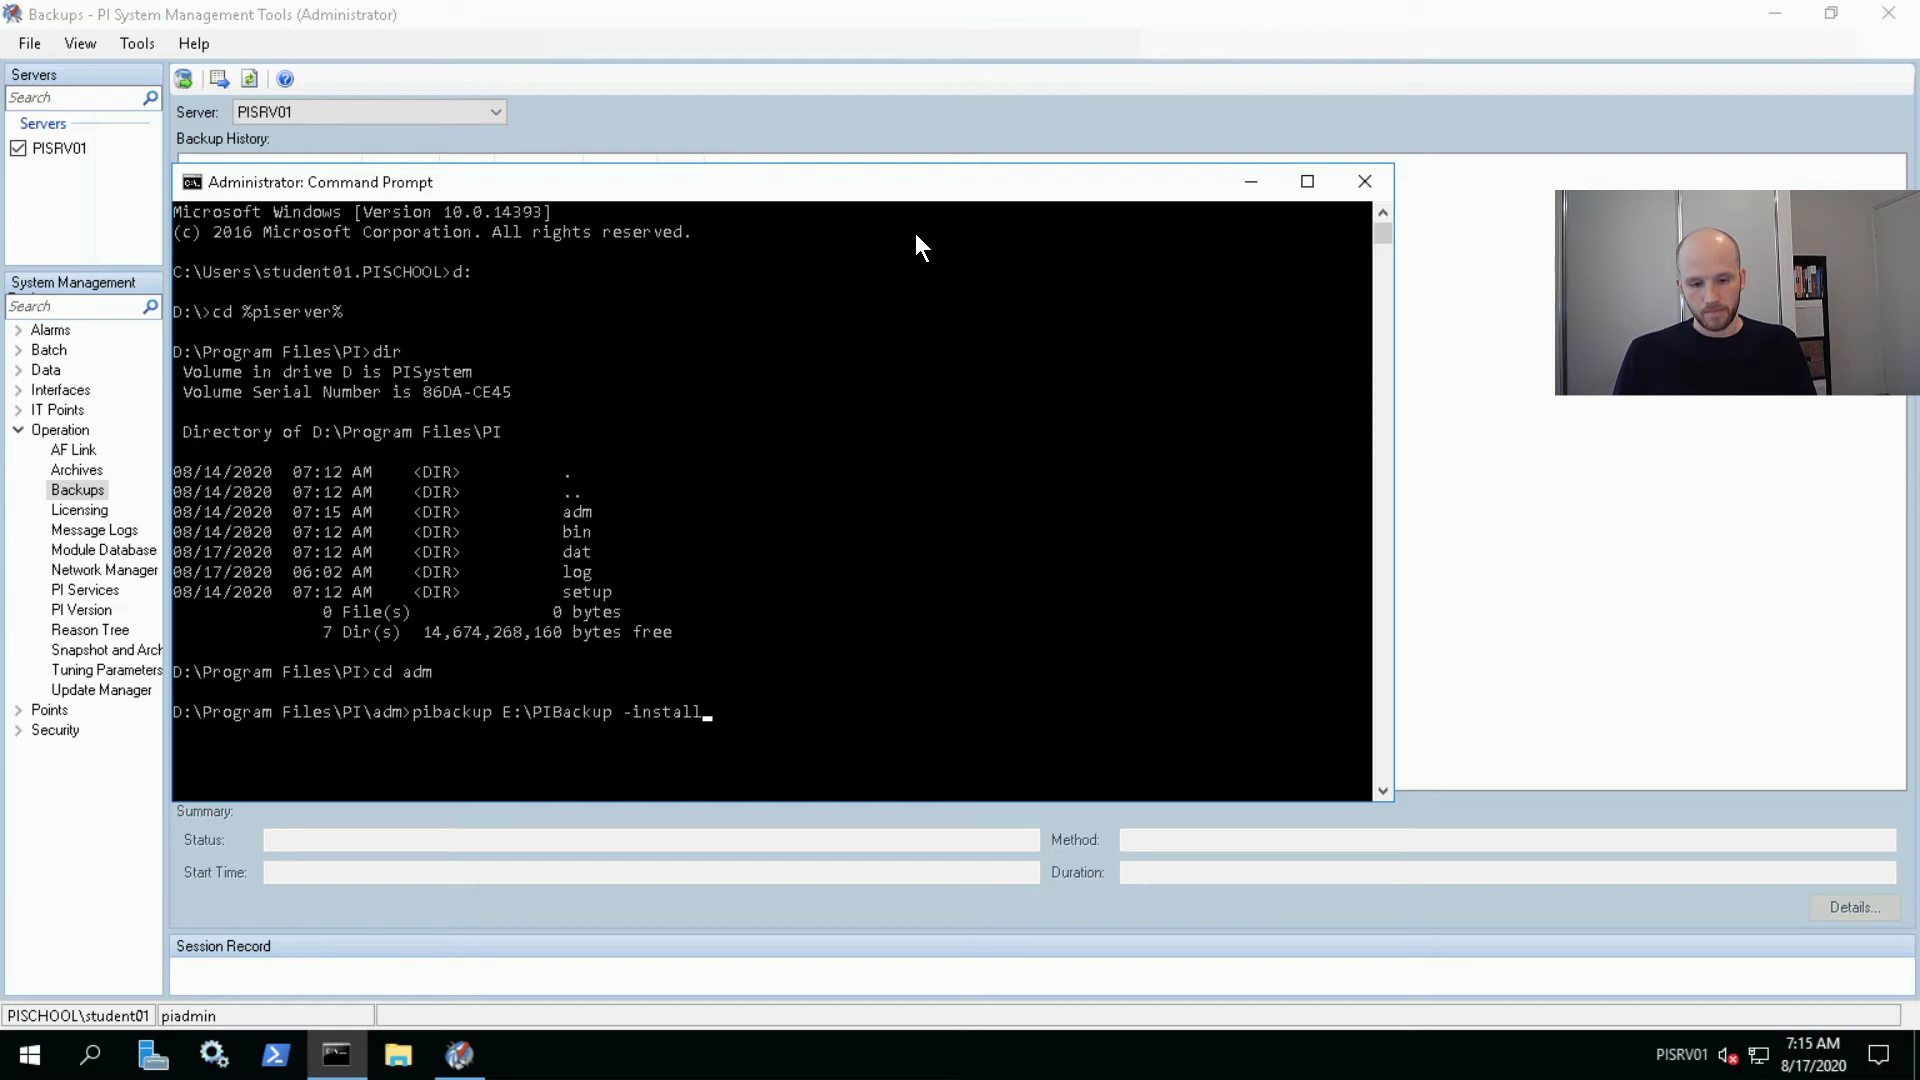 Backups - PI System Management Tools (Administrator)
File View Tools Help
Servers
Search
Servers
PISRV01
System Management
Search
Alarms
Batch
Data
Interfaces
IT Points
Operation
AF Link
Archives
Backups
Licensing
Message Logs
Module Database
Network Manager
PI Services
PI Version
Reason Tree
Snapshot and Arch
Tuning Parameters
Update Manager
Points
Security
Server: PISRV01
Backup History:
Administrator: Command Prompt
Microsoft Windows [Version 10.0.14393]
(c) 2016 Microsoft Corporation. All rights reserved.
C:\Users\student01.PISCHOOL>d:
D:\>cd %piserver%
D:\Program Files\PI>dir
Volume in drive D is PISystem
Volume Serial Number is 86DA-CE45
Directory of D:\Program Files\PI
08/14/2020 07:12 AM <DIR> .
08/14/2020 07:12 AM <DIR> ..
08/14/2020 07:15 AM <DIR> adm
08/14/2020 07:12 AM <DIR> bin
08/17/2020 07:12 AM <DIR> dat
08/17/2020 06:02 AM <DIR> log
08/14/2020 07:12 AM <DIR> setup
0 File(s) 0 bytes
7 Dir(s) 14,674,268,160 bytes free
D:\Program Files\PI>cd adm
D:\Program Files\PI\adm>pibackup E:\PIBackup -install_
Summary:
Status: Method:
Start Time: Duration:
Details...
Session Record
PISCHOOL\student01 piadmin
PISRV01
7:15 AM
8/17/2020